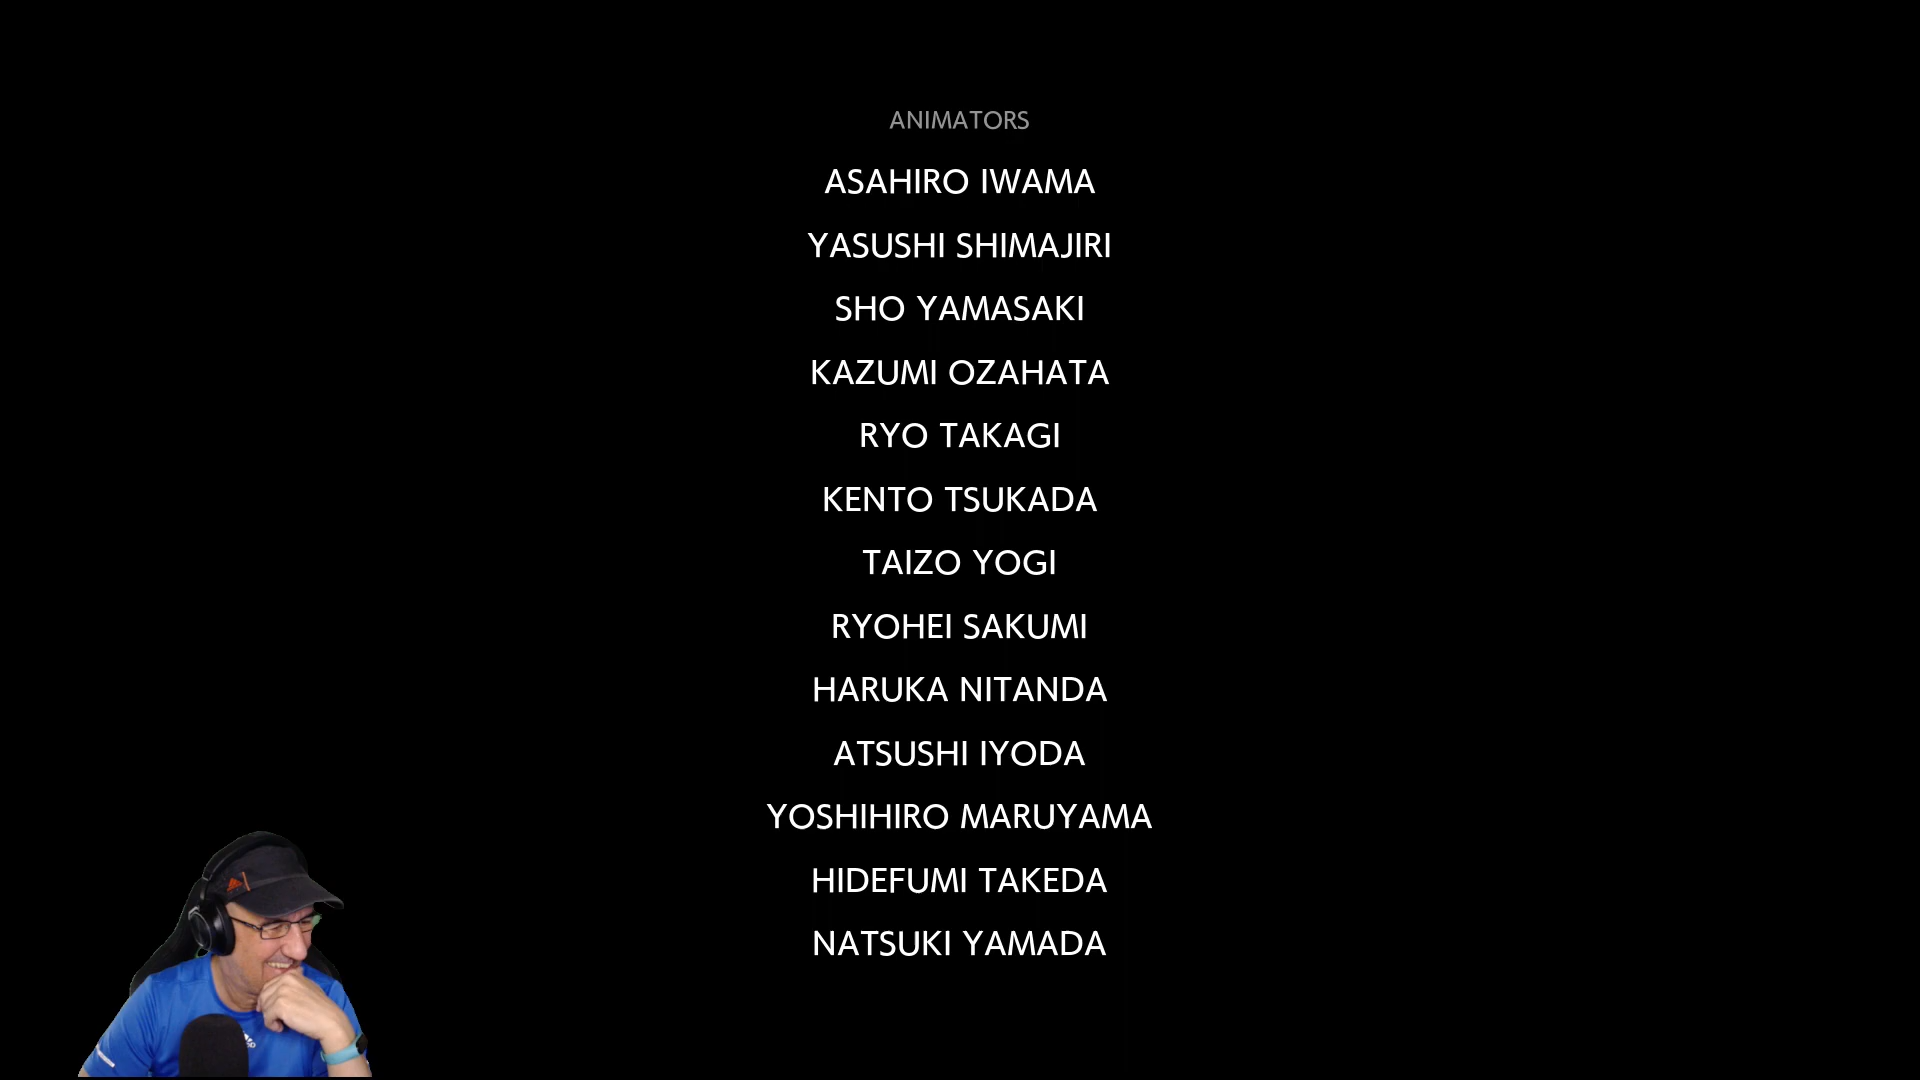 ANIMATORS
ASAHIRO IWAMA
YASUSHI SHIMAJIRI
SHO YAMASAKI
KAZUMI OZAHATA
RYO TAKAGI
KENTO TSUKADA
TAIZO YOGI
RYOHEI SAKUMI
HARUKA NITANDA
ATSUSHI IYODA
YOSHIHIRO MARUYAMA
HIDEFUMI TAKEDA
NATSUKI YAMADA